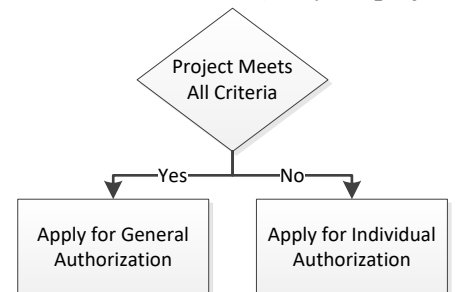 Project Meets
All Criteria
Yes
No
Apply for General
Authorization
Apply for Individual
Authorization